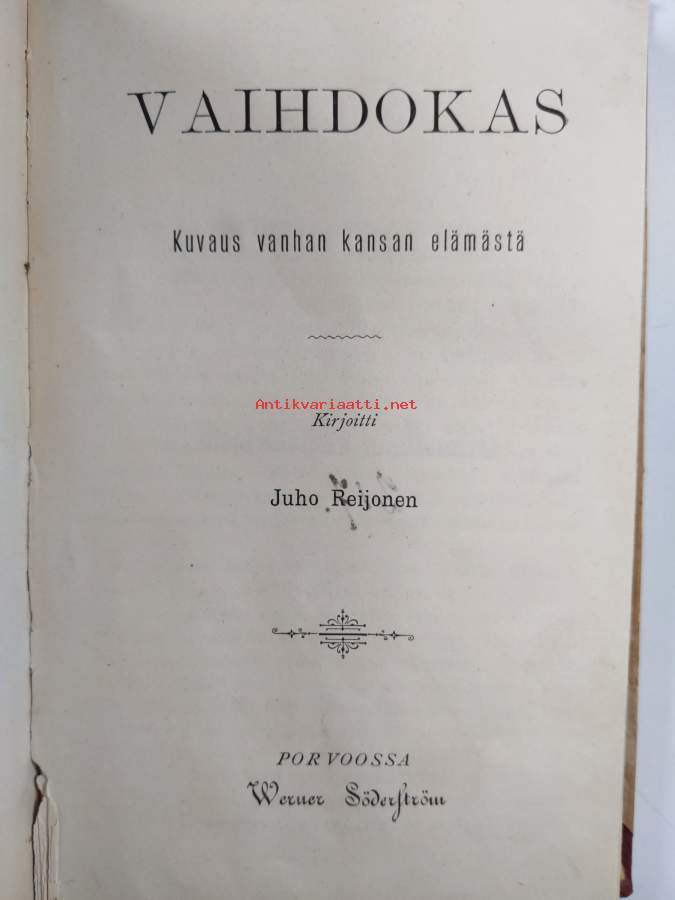 VAIHDOKAS
Kuvaus vanhan kansan elämästä
Antikvariaatti.net
Kirjoitti
Juho Reijonen
PORVOOSSA
Werner Söderström